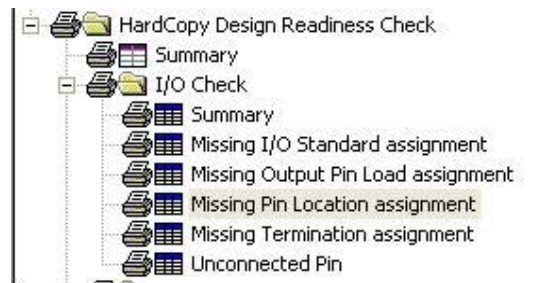 HardCopy Design Readiness Check
Summary
I/O Check
Summary
Missing I/O Standard assignment
Missing Output Pin Load assignment
Missing Pin Location assignment
Missing Termination assignment
Unconnected Pin